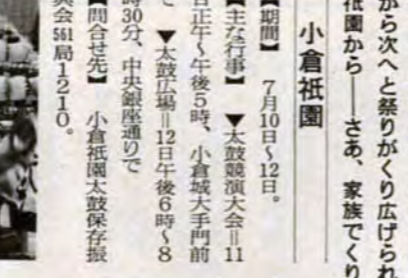 から次へと祭りがくり広げられ
祇園から——さあ、家族でくり
小倉祇園
【期間】 7月10日〜12日。
【主な行事】 ▼太鼓競演大会＝11
日正午〜午後5時、小倉城大手門前
で ▼太鼓広場＝12日午後6時〜8
時30分、中央銀座通りで
【問合せ先】 小倉祇園太鼓保存振
興会561局1210。